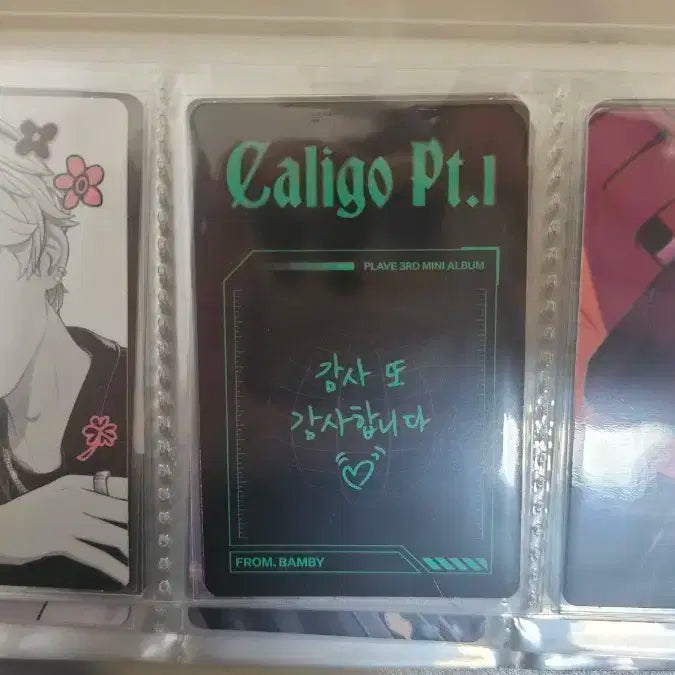 Caligo Pt.1
PLAVE 3RD MINI ALBUM
감사 또
감사합니다
FROM. BAMBY